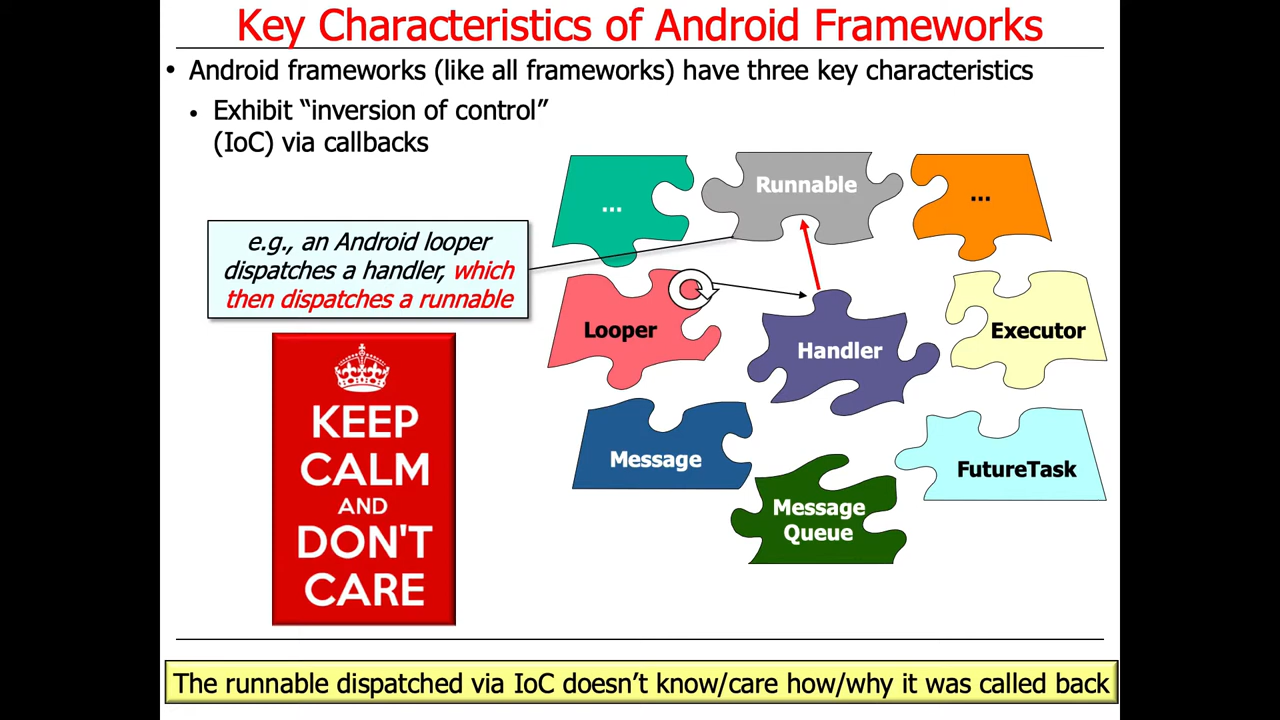 Key Characteristics of Android Frameworks
• Android frameworks (like all frameworks) have three key characteristics
• Exhibit “inversion of control”
(IoC) via callbacks
...
Runnable
...
e.g., an Android looper
dispatches a handler, which
then dispatches a runnable
Looper
Handler
Executor
KEEP
CALM
AND
DON'T
CARE
Message
FutureTask
Message
Queue
The runnable dispatched via IoC doesn’t know/care how/why it was called back